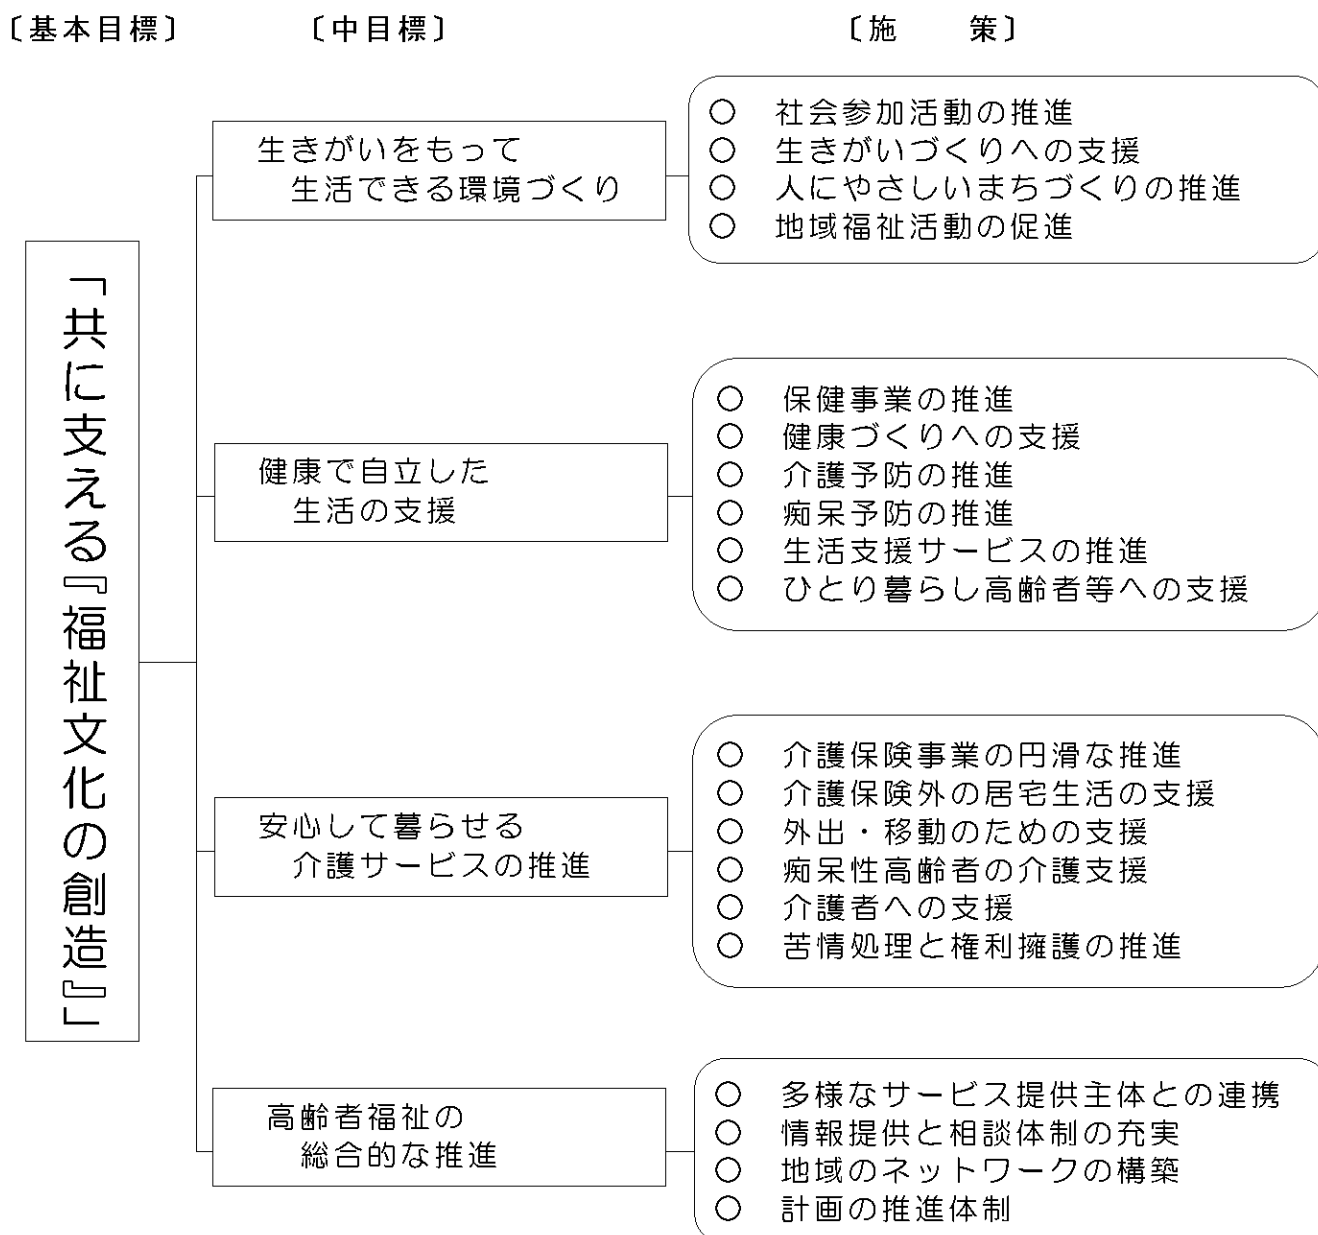 〔基本目標〕 〔中目標〕 〔施　策〕
「共に支える『福祉文化の創造』」
生きがいをもって
生活できる環境づくり
○ 社会参加活動の推進
○ 生きがいづくりへの支援
○ 人にやさしいまちづくりの推進
○ 地域福祉活動の促進
健康で自立した
生活の支援
○ 保健事業の推進
○ 健康づくりへの支援
○ 介護予防の推進
○ 痴呆予防の推進
○ 生活支援サービスの推進
○ ひとり暮らし高齢者等への支援
安心して暮らせる
介護サービスの推進
○ 介護保険事業の円滑な推進
○ 介護保険外の居宅生活の支援
○ 外出・移動のための支援
○ 痴呆性高齢者の介護支援
○ 介護者への支援
○ 苦情処理と権利擁護の推進
高齢者福祉の
総合的な推進
○ 多様なサービス提供主体との連携
○ 情報提供と相談体制の充実
○ 地域のネットワークの構築
○ 計画の推進体制